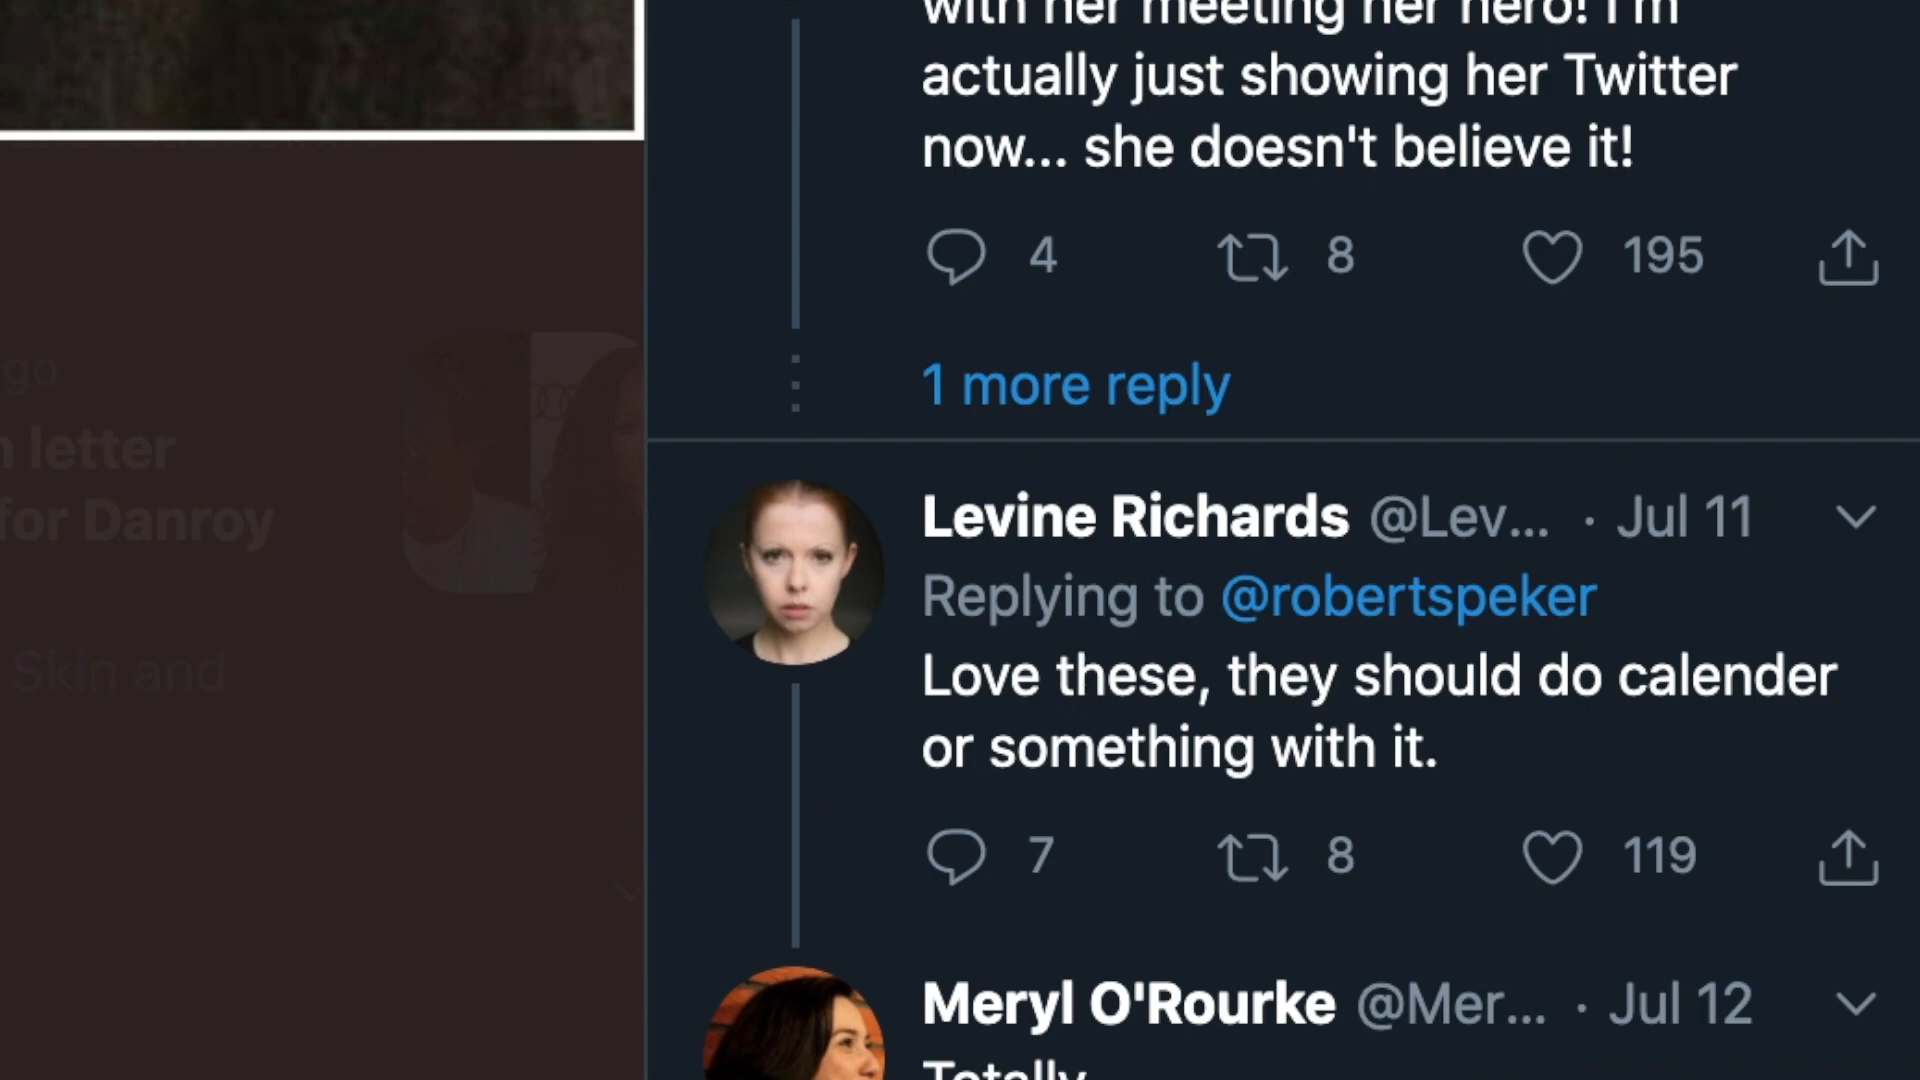 with her meeting her hero! I'm
actually just showing her Twitter
now... she doesn't believe it!
4 8 195
1 more reply
go
letter
for Danroy
Skin and
Levine Richards @Lev... · Jul 11
Replying to @robertspeker
Love these, they should do calender
or something with it.
7 8 119
Meryl O'Rourke @Mer... · Jul 12
Totally